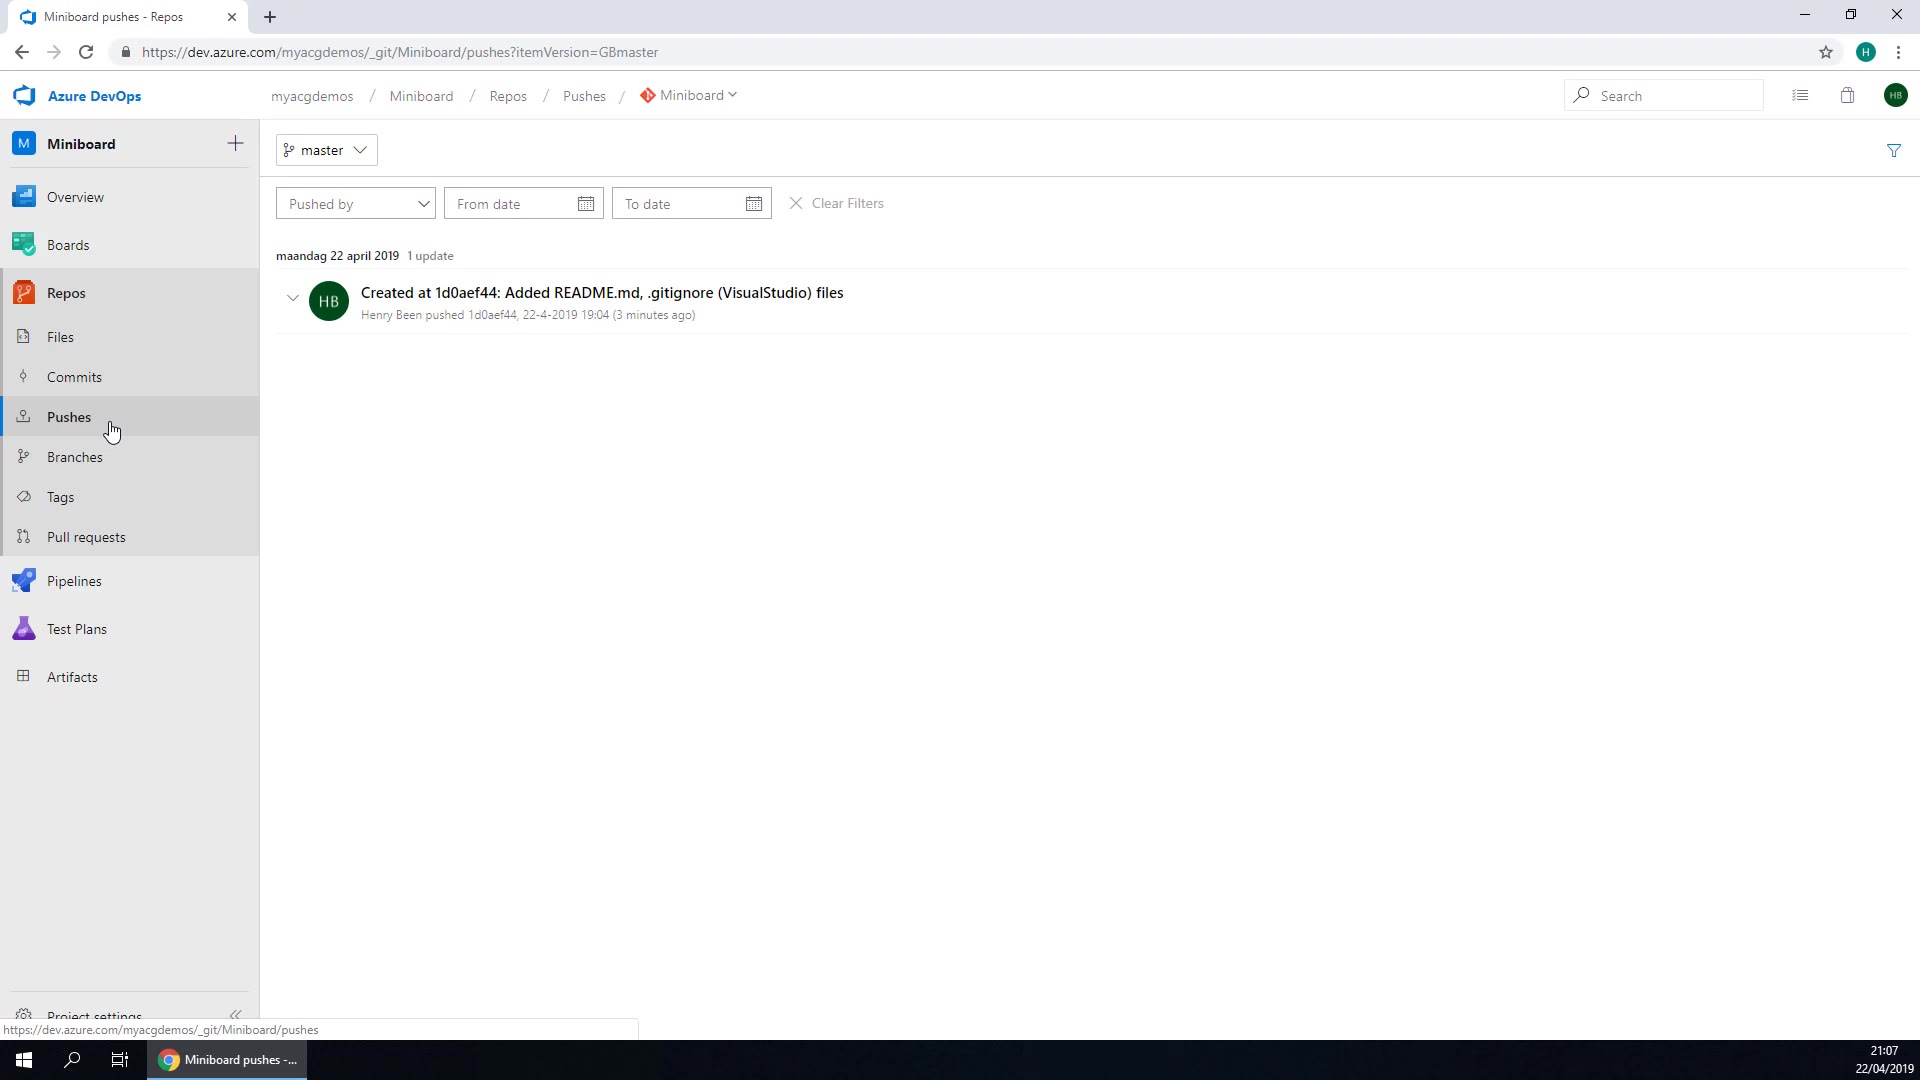 Miniboard pushes - Repos
https://dev.azure.com/myacgdemos/_git/Miniboard/pushes?itemVersion=GBmaster
H
Azure DevOps
myacgdemos / Miniboard / Repos / Pushes / Miniboard
Search
HB
M Miniboard
master
Overview
Pushed by
From date
To date
Clear Filters
Boards
maandag 22 april 2019 1 update
Repos
HB
Created at 1d0aef44: Added README.md, .gitignore (VisualStudio) files
Henry Been pushed 1d0aef44, 22-4-2019 19:04 (3 minutes ago)
Files
Commits
Pushes
Branches
Tags
Pull requests
Pipelines
Test Plans
Artifacts
Project settings
https://dev.azure.com/myacgdemos/_git/Miniboard/pushes
Miniboard pushes -...
21:07
22/04/2019